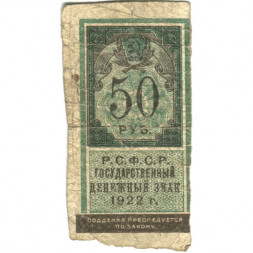 50
РУБ.
Р.С.Ф.С.Р.
ГОСУДАРСТВЕННЫЙ
ДЕНЕЖНЫЙ ЗНАК
1922 г.
ПОДДЕЛКА ПРЕСЛЕДУЕТСЯ
ПО ЗАКОНУ.